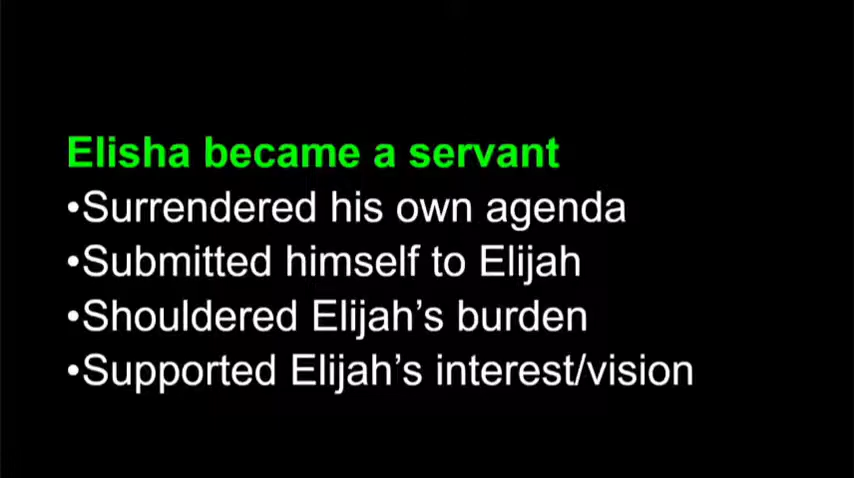 Elisha became a servant
•Surrendered his own agenda
•Submitted himself to Elijah
•Shouldered Elijah’s burden
•Supported Elijah’s interest/vision